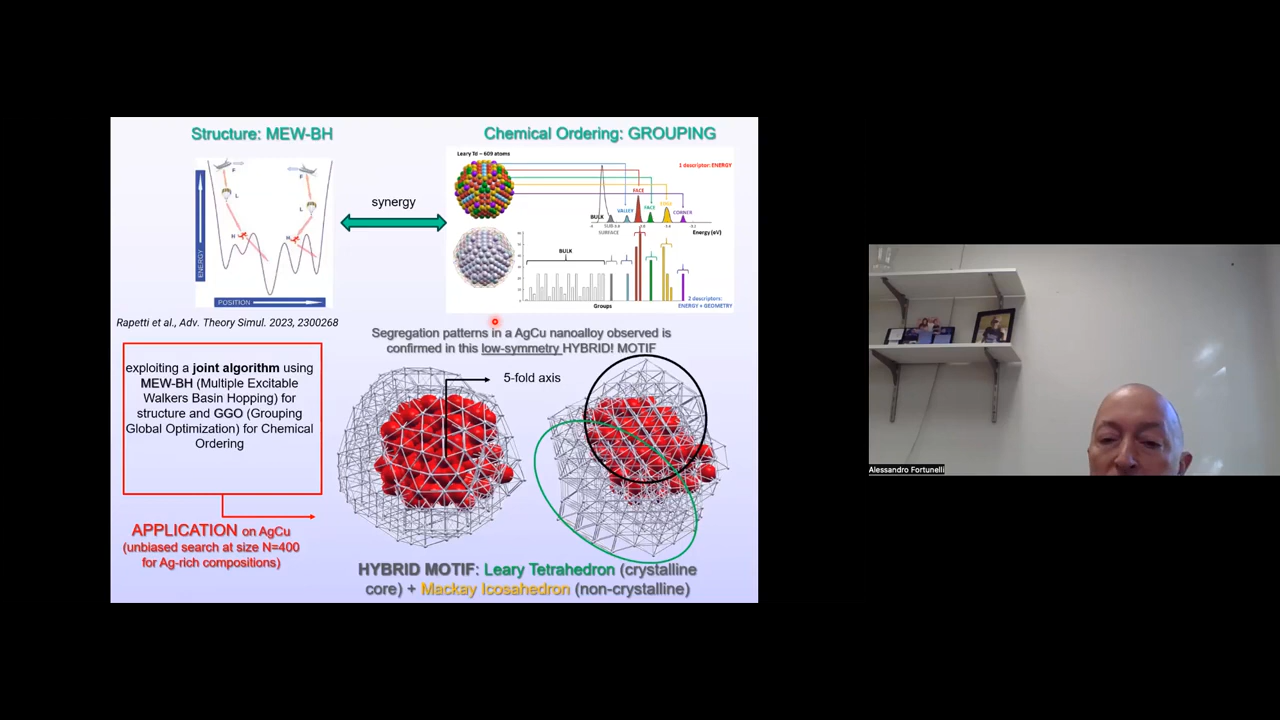 Structure: MEW-BH
Chemical Ordering: GROUPING
Leary Td – 609 atoms
1 descriptor: ENERGY
F
F
L
L
H
H
ENERGY
POSITION
synergy
BULK
SUB
SURFACE
VALLEY
FACE
FACE
EDGE
CORNER
Energy (eV)
BULK
Groups
2 descriptors:
ENERGY + GEOMETRY
Rapetti et al., Adv. Theory Simul. 2023, 2300268
Segregation patterns in a AgCu nanoalloy observed is
confirmed in this low-symmetry HYBRID! MOTIF
exploiting a joint algorithm using
MEW-BH (Multiple Excitable
Walkers Basin Hopping) for
structure and GGO (Grouping
Global Optimization) for Chemical
Ordering
5-fold axis
APPLICATION on AgCu
(unbiased search at size N=400
for Ag-rich compositions)
HYBRID MOTIF: Leary Tetrahedron (crystalline
core) + Mackay Icosahedron (non-crystalline)
Alessandro Fortunelli